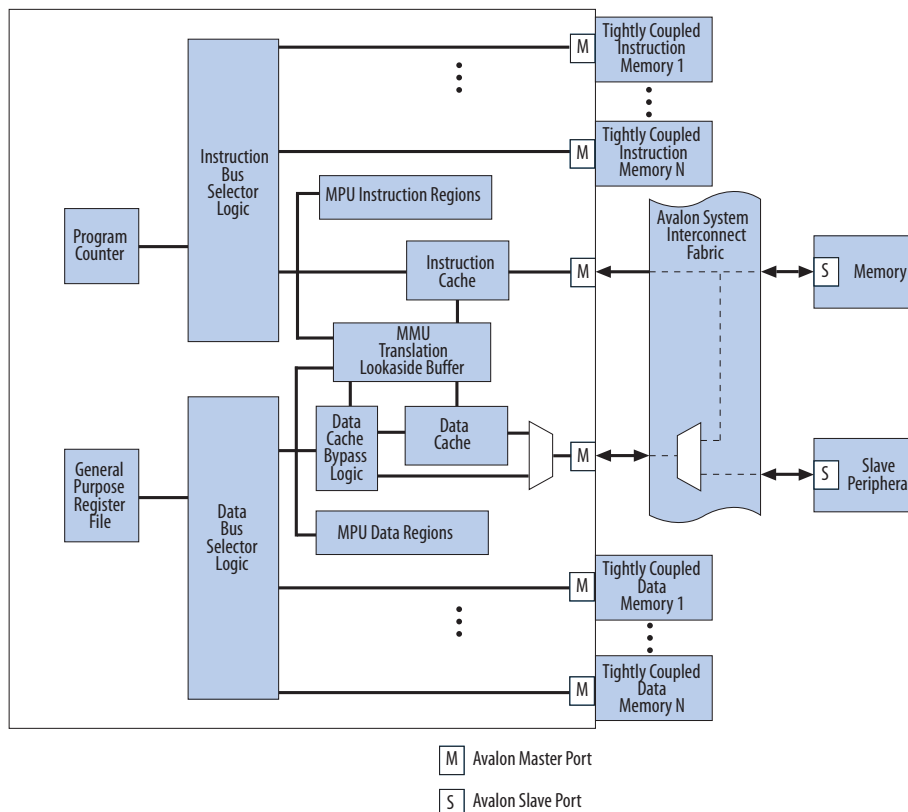 M
Tightly Coupled
Instruction
Memory 1
M
Tightly Coupled
Instruction
Memory N
Instruction
Bus
Selector
Logic
MPU Instruction Regions
Program
Counter
Instruction
Cache
M
Avalon System
Interconnect
Fabric
S
Memory
MMU
Translation
Lookaside Buffer
General
Purpose
Register
File
Data
Bus
Selector
Logic
Data
Cache
Bypass
Logic
Data
Cache
M
S
Slave
Periphera
MPU Data Regions
M
Tightly Coupled
Data
Memory 1
M
Tightly Coupled
Data
Memory N
M Avalon Master Port
S Avalon Slave Port